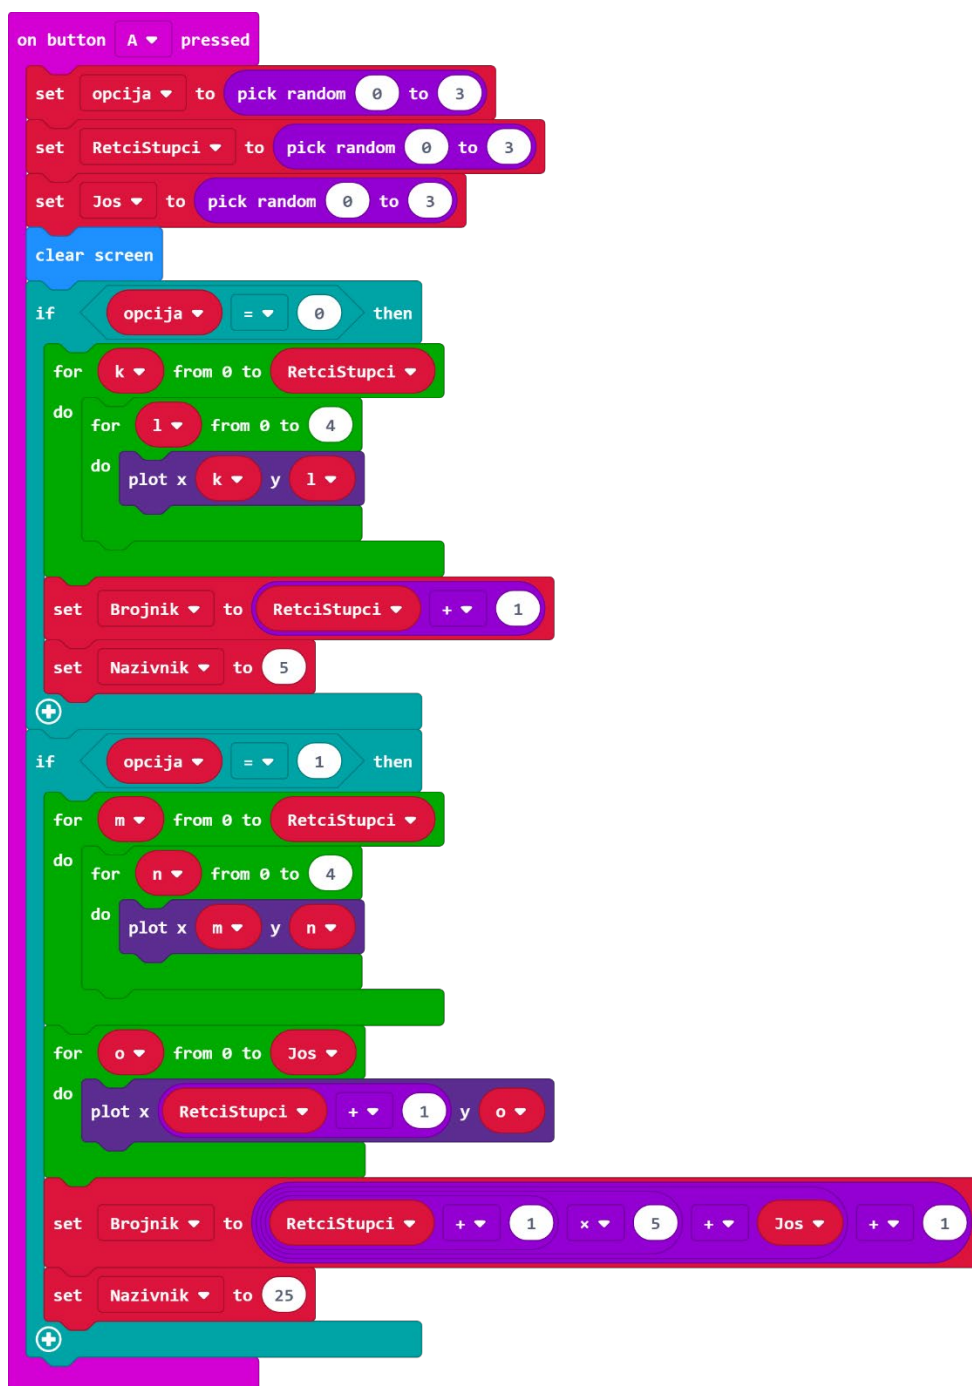 on button A pressed
set opcija to pick random 0 to 3
set RetciStupci to pick random 0 to 3
set Jos to pick random 0 to 3
clear screen
if opcija = 0 then
for k from 0 to RetciStupci
do for l from 0 to 4
do plot x k y l
set Brojnik to RetciStupci + 1
set Nazivnik to 5
if opcija = 1 then
for m from 0 to RetciStupci
do for n from 0 to 4
do plot x m y n
for o from 0 to Jos
do plot x RetciStupci + 1 y o
set Brojnik to RetciStupci + 1 × 5 + Jos + 1
set Nazivnik to 25